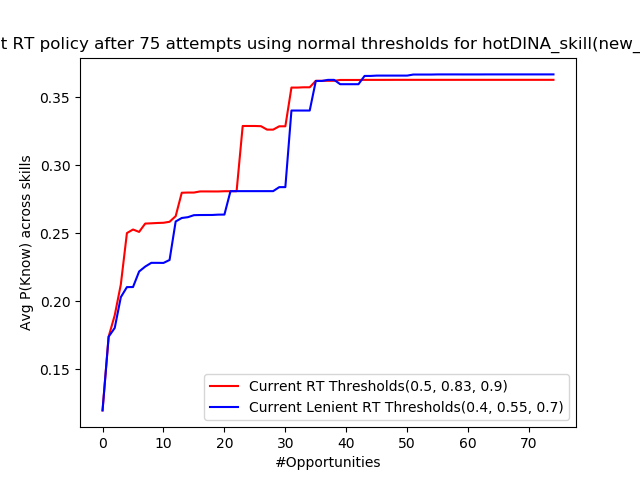 t RT policy after 75 attempts using normal thresholds for hotDINA_skill(new_
0.35
0.30
0.25
0.20
0.15
Avg P(Know) across skills
Current RT Thresholds(0.5, 0.83, 0.9)
Current Lenient RT Thresholds(0.4, 0.55, 0.7)
0 10 20 30 40 50 60 70
#Opportunities